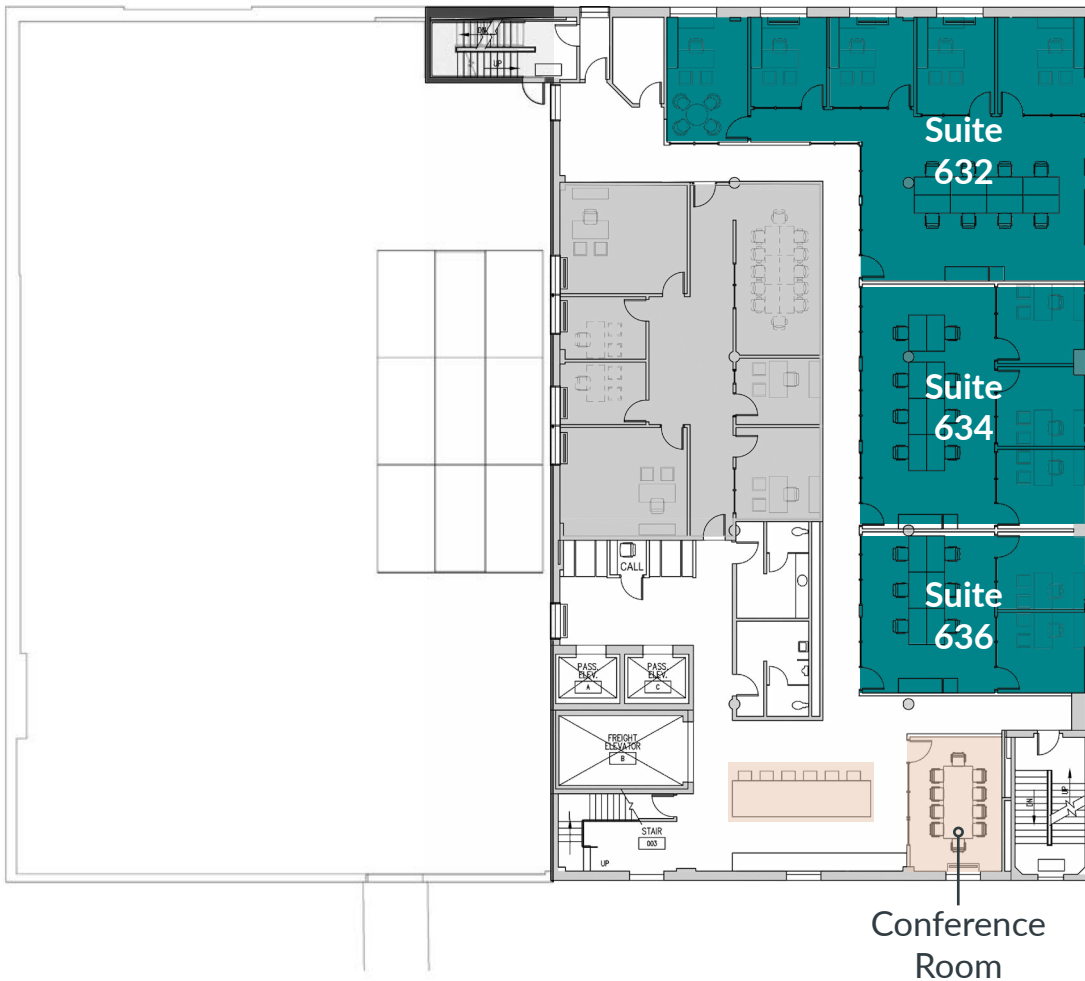 DN
UP
Suite
632
Suite
634
CALL
Suite
636
PASS.
ELEV.
A
PASS.
ELEV.
C
FREIGHT
ELEVATOR
B
STAIR
003
UP
DN
UP
Conference
Room